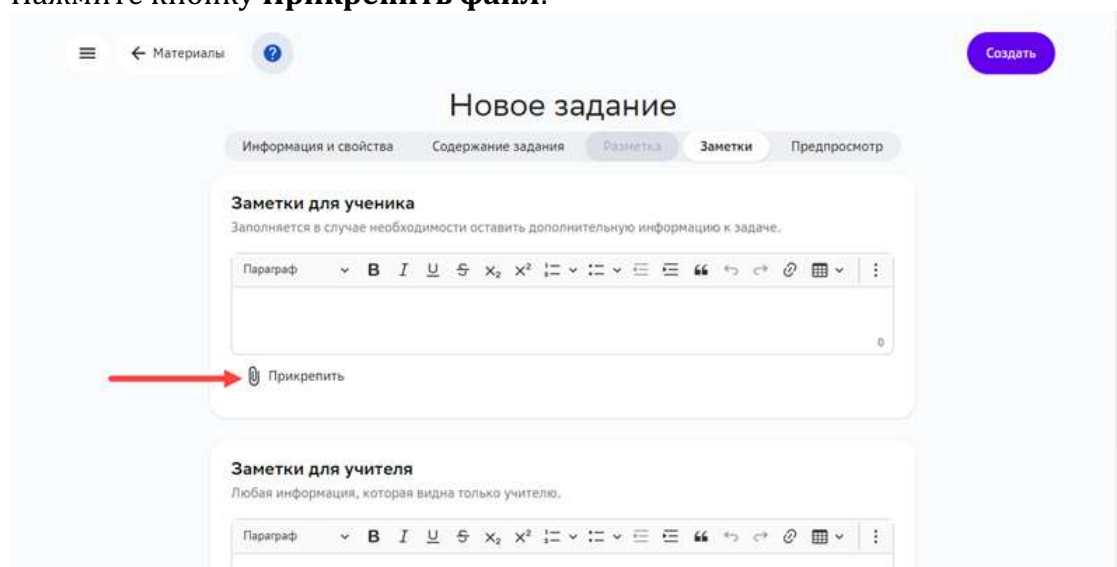 Нажмите кнопку Прикрепить файл.
Материалы ? Создать
Новое задание
Информация и свойства Содержание задания Разметка Заметки Предпросмотр
Заметки для ученика
Заполняется в случае необходимости оставить дополнительную информацию к задаче.
Параграф B I U S x₂ x²
0
Прикрепить
Заметки для учителя
Любая информация, которая видна только учителю.
Параграф B I U S x₂ x²